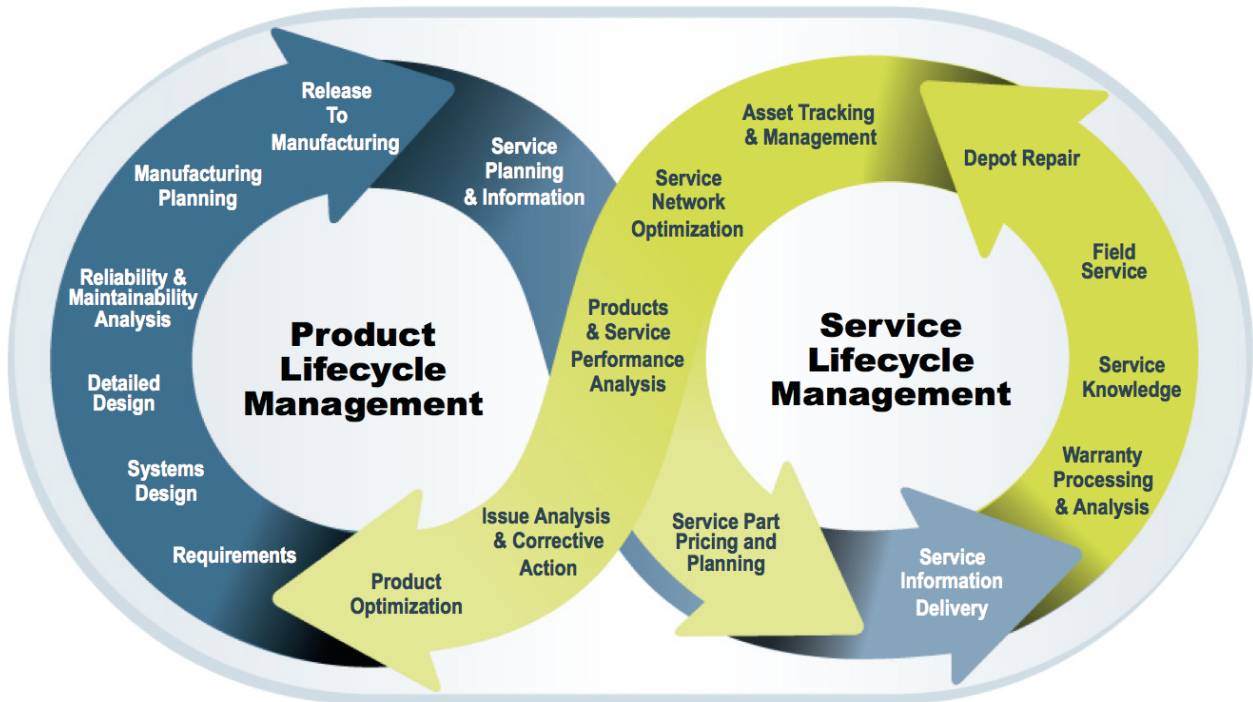 Release
To
Manufacturing
Manufacturing
Planning
Reliability &
Maintainability
Analysis
Detailed
Design
Systems
Design
Requirements
Product
Lifecycle
Management
Service
Planning
& Information
Service Part
Pricing and
Planning
Service
Information
Delivery
Warranty
Processing
& Analysis
Service
Knowledge
Field
Service
Depot Repair
Service
Lifecycle
Management
Asset Tracking
& Management
Service
Network
Optimization
Products
& Service
Performance
Analysis
Issue Analysis
& Corrective
Action
Product
Optimization